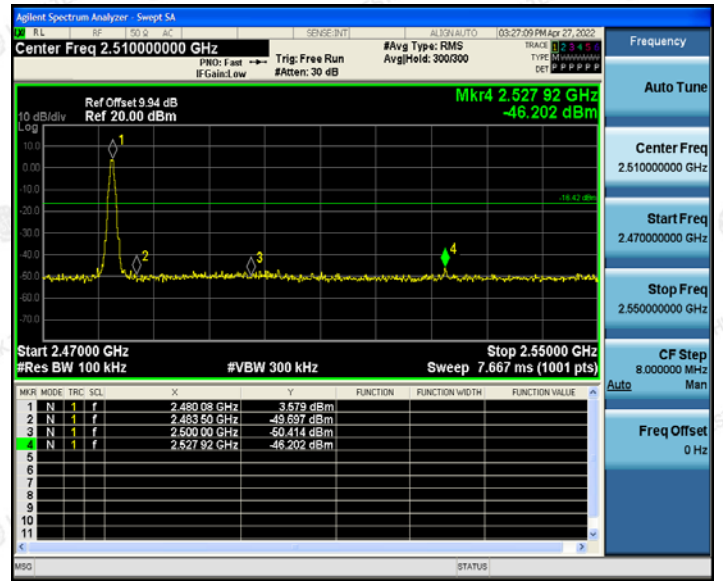 Agilent Spectrum Analyzer - Swept SA
RL RF 50 Ω AC SENSE:INT ALIGN AUTO 03:27:09 PM Apr 27, 2022
Center Freq 2.510000000 GHz
PNO: Fast
IFGain:Low
Trig: Free Run
#Atten: 30 dB
#Avg Type: RMS
Avg|Hold: 300/300
TRACE 1 2 3 4 5 6
TYPE M
DET P P P P P P
Frequency
Auto Tune
Center Freq
2.510000000 GHz
Start Freq
2.470000000 GHz
Stop Freq
2.550000000 GHz
CF Step
8.000000 MHz
Auto Man
Freq Offset
0 Hz
Mkr4 2.527 92 GHz
-46.202 dBm
Ref Offset 9.94 dB
10 dB/div Ref 20.00 dBm
Log
10.0
0.00
-10.0
-20.0
-30.0
-40.0
-50.0
-60.0
-70.0
1
2
3
4
-16.42 dBm
Start 2.47000 GHz Stop 2.55000 GHz
#Res BW 100 kHz #VBW 300 kHz Sweep 7.667 ms (1001 pts)
MKR MODE TRC SCL X Y FUNCTION FUNCTION WIDTH FUNCTION VALUE
1 N 1 f 2.480 08 GHz 3.579 dBm
2 N 1 f 2.483 50 GHz -49.697 dBm
3 N 1 f 2.500 00 GHz -50.414 dBm
4 N 1 f 2.527 92 GHz -46.202 dBm
5
6
7
8
9
10
11
MSG STATUS